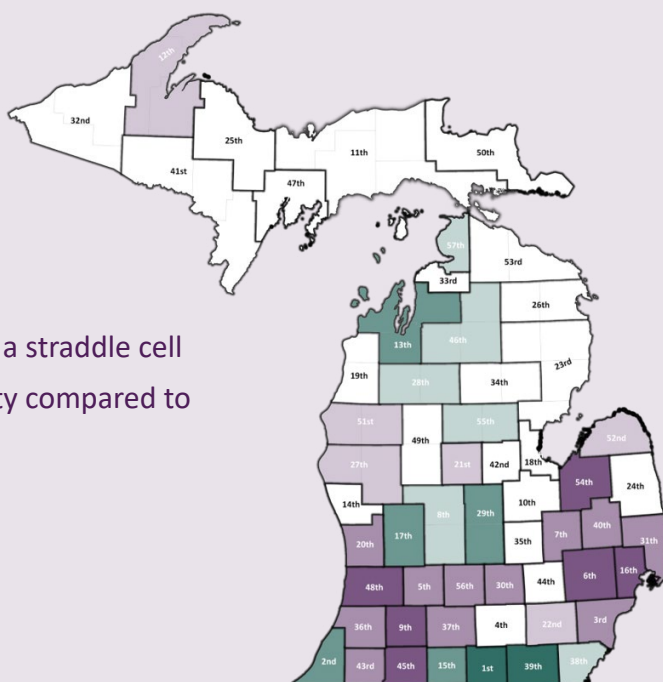 12th
32nd
25th
11th
50th
41st
47th
57th
53rd
33rd
26th
a straddle cell
13th
46th
23rd
19th
28th
34th
ty compared to
51st
55th
49th
52nd
27th
21st
42nd
18th
54th
24th
14th
8th
29th
10th
17th
40th
20th
35th
7th
31th
48th
5th
56th
30th
44th
6th
16th
36th
9th
37th
4th
22nd
3rd
2nd
43rd
45th
15th
1st
39th
38th